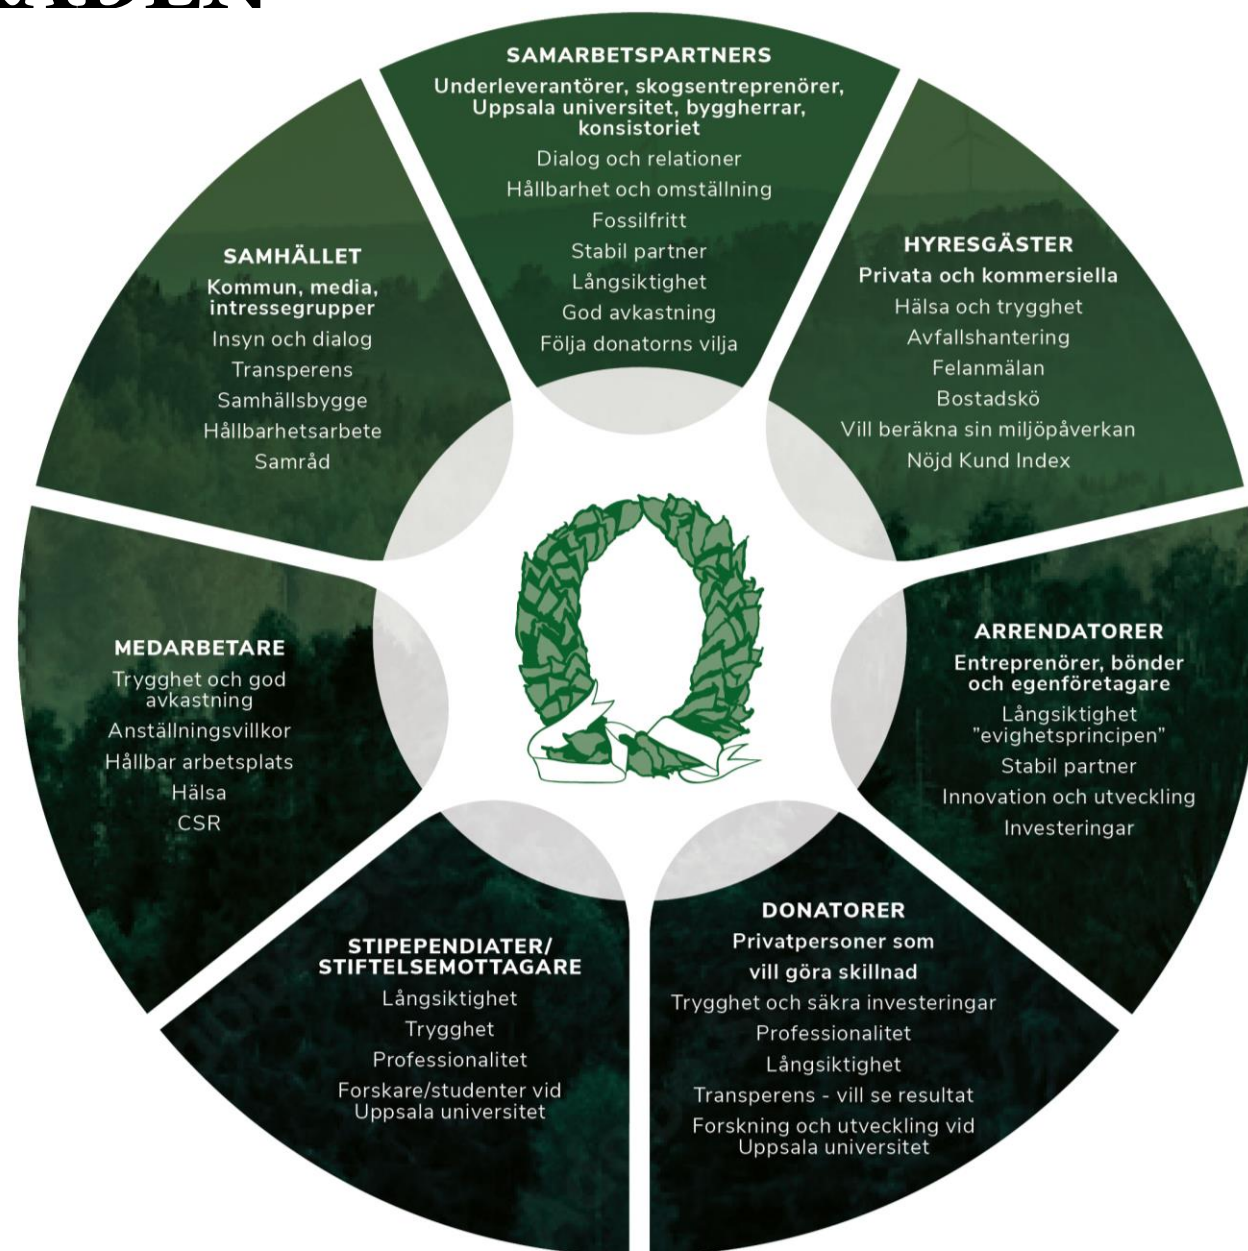 SAMARBETSPARTNERS
Underleverantörer, skogsentreprenörer,
Uppsala universitet, byggherrar,
konsistoriet
Dialog och relationer
Hållbarhet och omställning
Fossilfritt
Stabil partner
Långsiktighet
God avkastning
Följa donatorns vilja
HYRESGÄSTER
Privata och kommersiella
Hälsa och trygghet
Avfallshantering
Felanmälan
Bostadskö
Vill beräkna sin miljöpåverkan
Nöjd Kund Index
ARRENDATORER
Entreprenörer, bönder
och egenföretagare
Långsiktighet
"evighetsprincipen"
Stabil partner
Innovation och utveckling
Investeringar
DONATORER
Privatpersoner som
vill göra skillnad
Trygghet och säkra investeringar
Professionalitet
Långsiktighet
Transperens - vill se resultat
Forskning och utveckling vid
Uppsala universitet
STIPEPENDIATER/
STIFTELSEMOTTAGARE
Långsiktighet
Trygghet
Professionalitet
Forskare/studenter vid
Uppsala universitet
MEDARBETARE
Trygghet och god
avkastning
Anställningsvillkor
Hållbar arbetsplats
Hälsa
CSR
SAMHÄLLET
Kommun, media,
intressegrupper
Insyn och dialog
Transperens
Samhällsbygge
Hållbarhetsarbete
Samråd